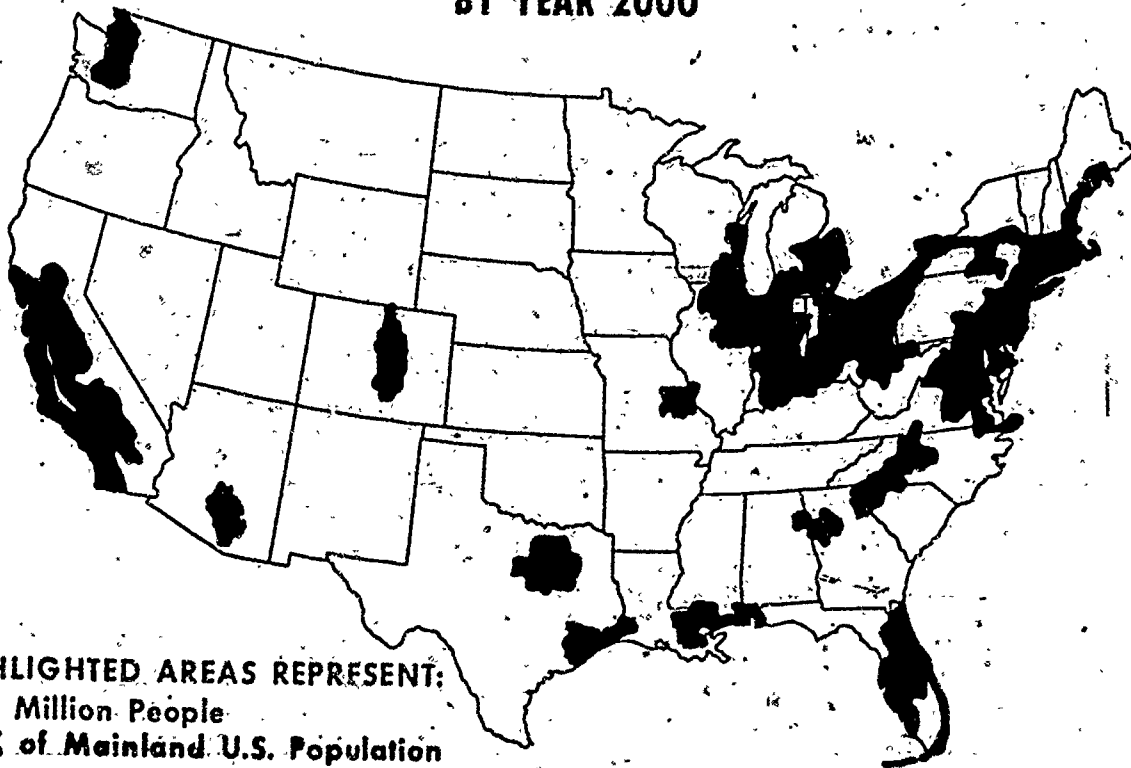 BY YEAR 2000
HLIGHTED AREAS REPRESENT:
Million People
% of Mainland U.S. Population